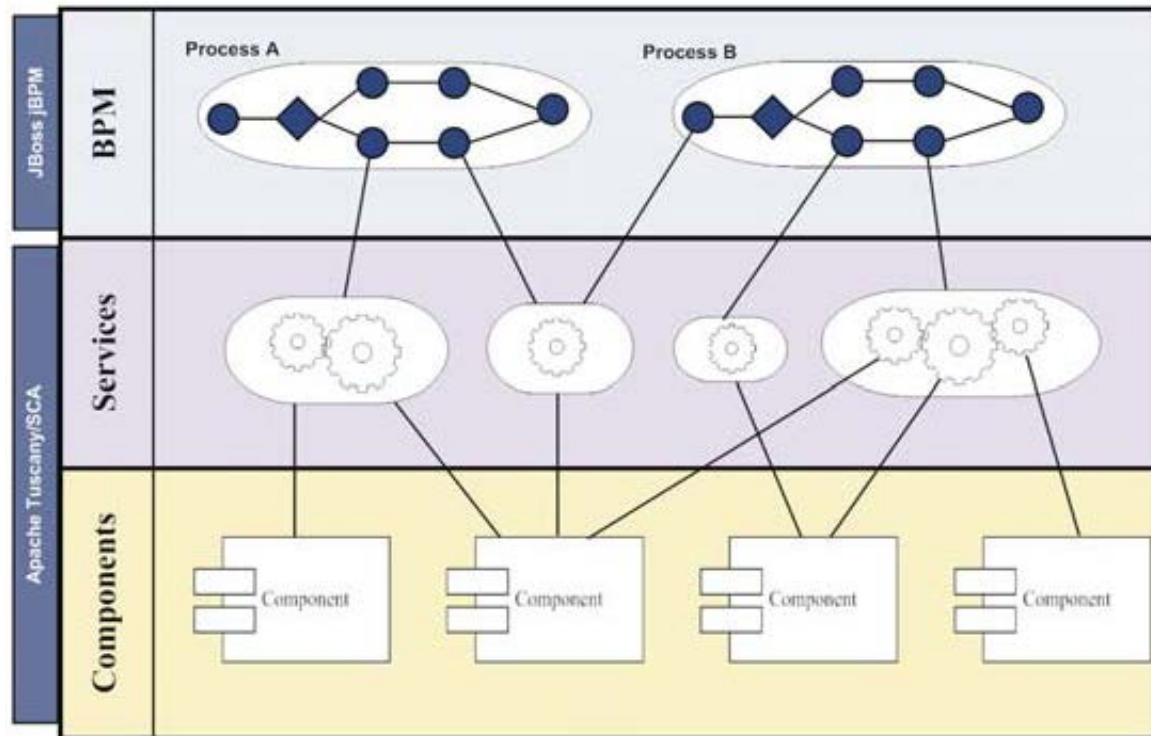 JBoss jBPM
BPM
Process A
Process B
Apache Tuscany/SCA
Services
Components
Component
Component
Component
Component